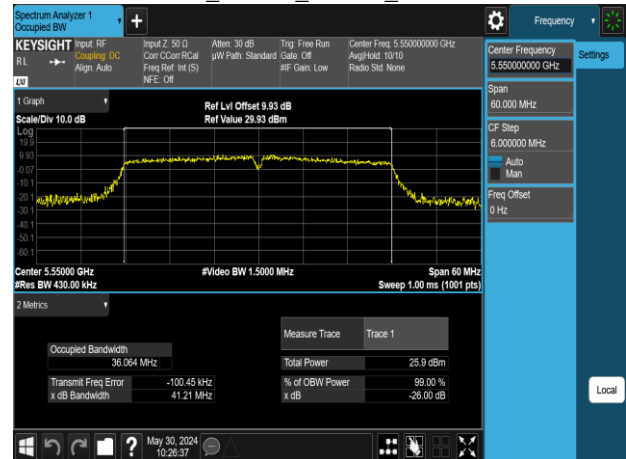 Spectrum Analyzer 1
Occupied BW
Frequency
KEYSIGHT
RL
LXI
Input: RF
Coupling: DC
Align: Auto
Input Z: 50 Ω
Corr CCorr RCal
Freq Ref: Int (S)
NFE: Off
Atten: 30 dB
µW Path: Standard
Trig: Free Run
Gate: Off
#IF Gain: Low
Center Freq: 5.550000000 GHz
Avg|Hold: 10/10
Radio Std: None
Center Frequency
5.550000000 GHz
Settings
Span
60.000 MHz
CF Step
6.000000 MHz
Auto
Man
Freq Offset
0 Hz
Local
1 Graph
Scale/Div 10.0 dB
Ref Lvl Offset 9.93 dB
Ref Value 29.93 dBm
Log
19.9
9.93
-0.07
-10.1
-20.1
-30.1
-40.1
-50.1
-60.1
Center 5.55000 GHz
#Video BW 1.5000 MHz
Span 60 MHz
#Res BW 430.00 kHz
Sweep 1.00 ms (1001 pts)
2 Metrics
Measure Trace
Trace 1
Occupied Bandwidth
36.064 MHz
Total Power
25.9 dBm
Transmit Freq Error
-100.45 kHz
% of OBW Power
99.00 %
x dB Bandwidth
41.21 MHz
x dB
-26.00 dB
May 30, 2024
10:26:37